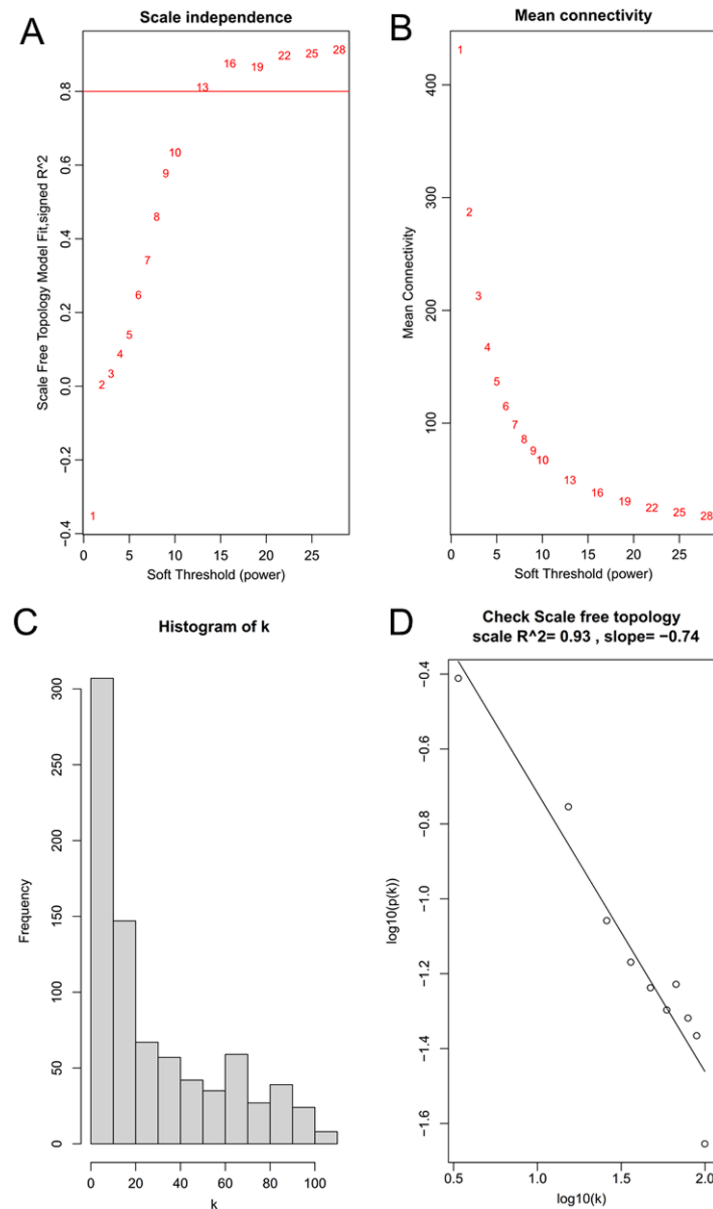 A
Scale independence
Scale Free Topology Model Fit,signed R^2
0.8
0.6
0.4
0.2
0.0
−0.2
−0.4
1
2
3
4
5
6
7
8
9
10
13
16
19
22
25
28
0 5 10 15 20 25
Soft Threshold (power)
B
Mean connectivity
Mean Connectivity
400
300
200
100
1
2
3
4
5
6
7
8
9
10
13
16
19
22
25
28
0 5 10 15 20 25
Soft Threshold (power)
C
Histogram of k
Frequency
300
250
200
150
100
50
0
0 20 40 60 80 100
k
D
Check Scale free topology
scale R^2= 0.93 , slope= −0.74
log10(p(k))
−0.4
−0.6
−0.8
−1.0
−1.2
−1.4
−1.6
0.5 1.0 1.5 2.0
log10(k)